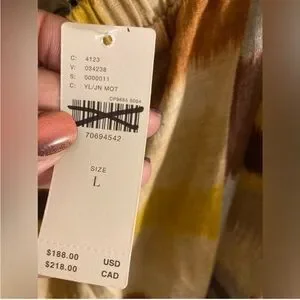 C: 4123
V: 034238
S: 0000011
C: YL/JN MOT
70694542
SIZE
L
$188.00 USD
$218.00 CAD